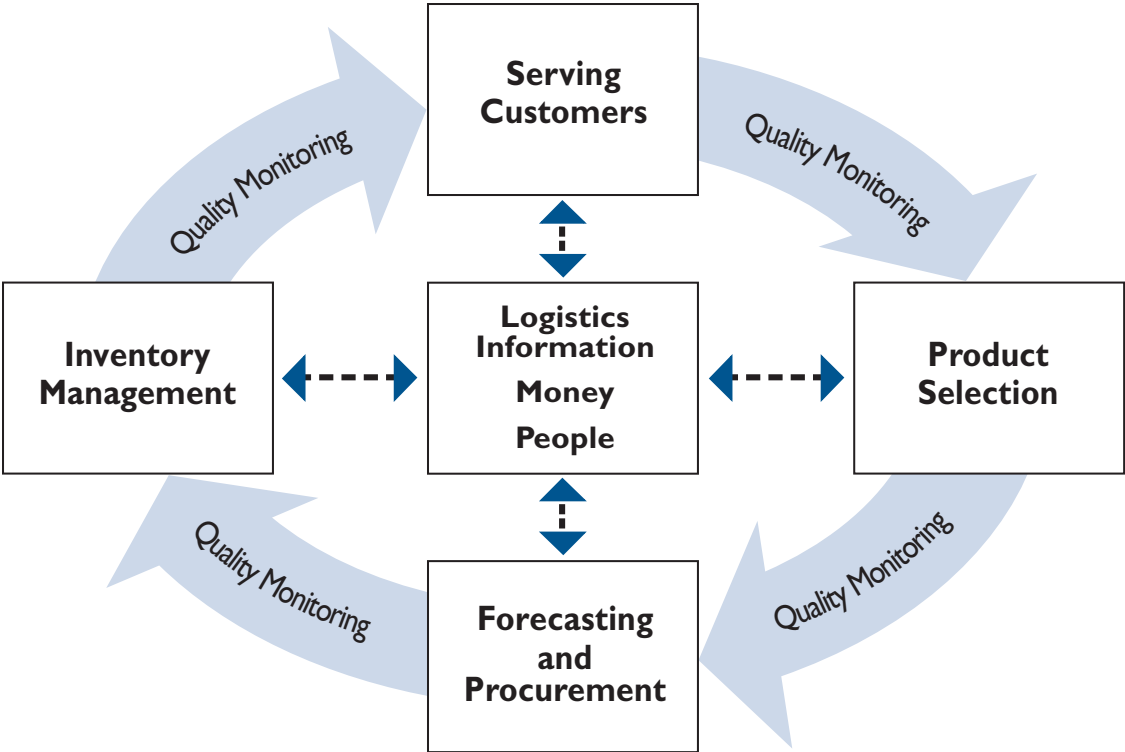 Serving
Customers
Quality Monitoring
Quality Monitoring
Inventory
Management
Logistics
Information
Money
People
Product
Selection
Quality Monitoring
Quality Monitoring
Forecasting
and
Procurement